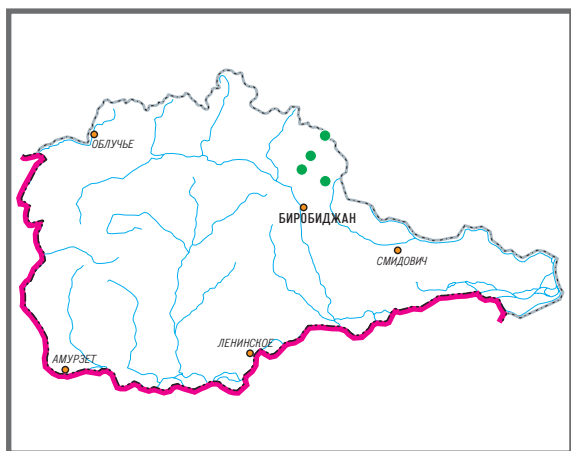 ОБЛУЧЬЕ
БИРОБИДЖАН
СМИДОВИЧ
ЛЕНИНСКОЕ
АМУРЗЕТ